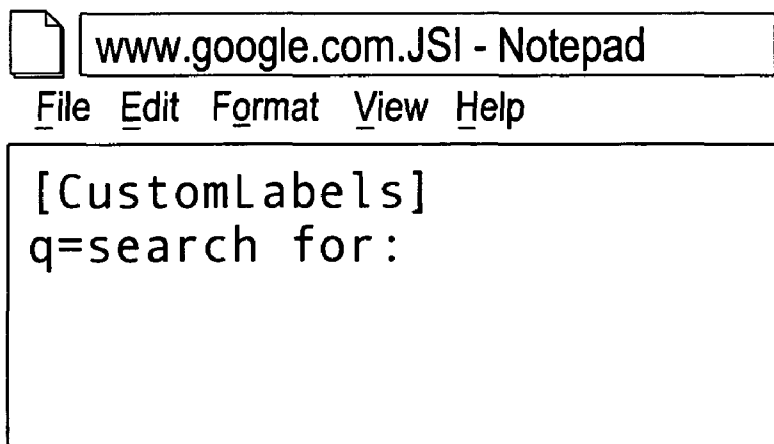 www.google.com.JSI - Notepad
File Edit Format View Help
[CustomLabels]
q=search for: